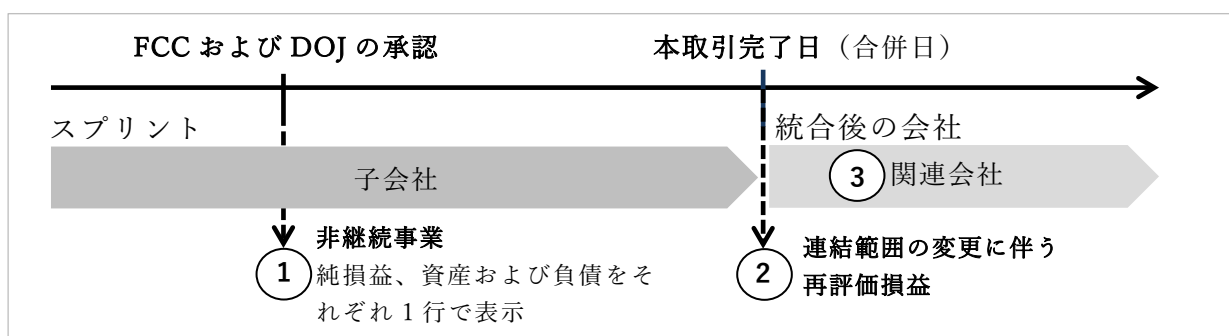 FCC および DOJ の承認
本取引完了日（合併日）
スプリント
統合後の会社
子会社
3 関連会社
1 非継続事業
純損益、資産および負債をそ
れぞれ 1 行で表示
2 連結範囲の変更に伴う
再評価損益